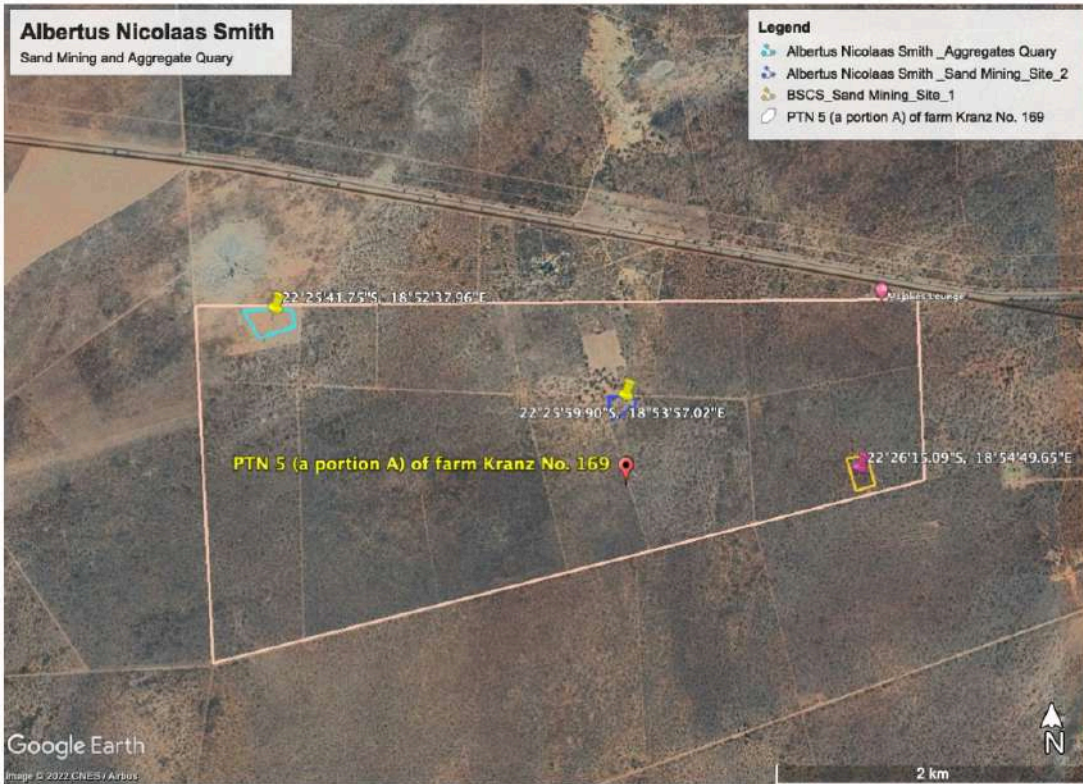 Albertus Nicolaas Smith
Sand Mining and Aggregate Quary
Legend
Albertus Nicolaas Smith _Aggregates Quary
Albertus Nicolaas Smith _Sand Mining_Site_2
BSCS_Sand Mining_Site_1
PTN 5 (a portion A) of farm Kranz No. 169
22°25'41.75"S, 18°52'37.96"E
Lounge
22°25'59.90"S, 18°53'57.02"E
PTN 5 (a portion A) of farm Kranz No. 169
22°26'15.09"S, 18°54'49.65"E
N
Google Earth
Image © 2022 CNES / Airbus
2 km